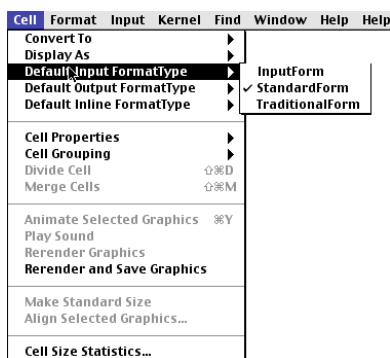 Cell Format Input Kernel Find Window Help Help
Convert To
Display As
Default Input FormatType
InputForm
Default Output FormatType
✓ StandardForm
Default Inline FormatType
TraditionalForm
Cell Properties
Cell Grouping
Divide Cell ⇧⌘D
Merge Cells ⇧⌘M
Animate Selected Graphics ⌘Y
Play Sound
Rerender Graphics
Rerender and Save Graphics
Make Standard Size
Align Selected Graphics...
Cell Size Statistics...